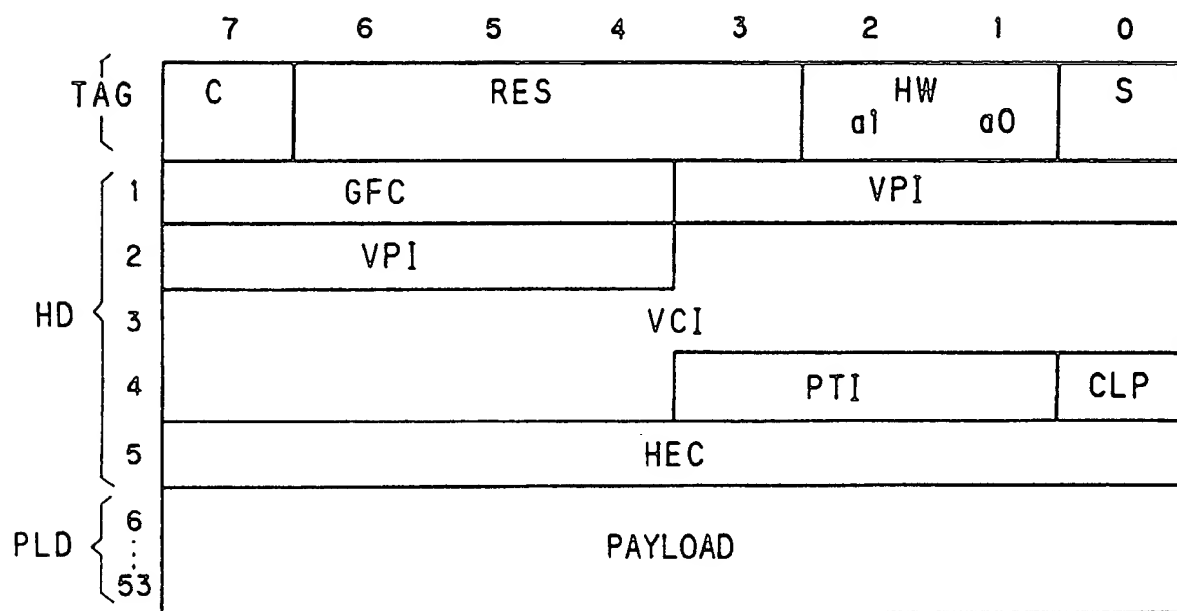 7 6 5 4 3 2 1 0
TAG C RES HW S
a1 a0
1 GFC VPI
2 VPI
HD 3 VCI
4 PTI CLP
5 HEC
6
PLD PAYLOAD
53